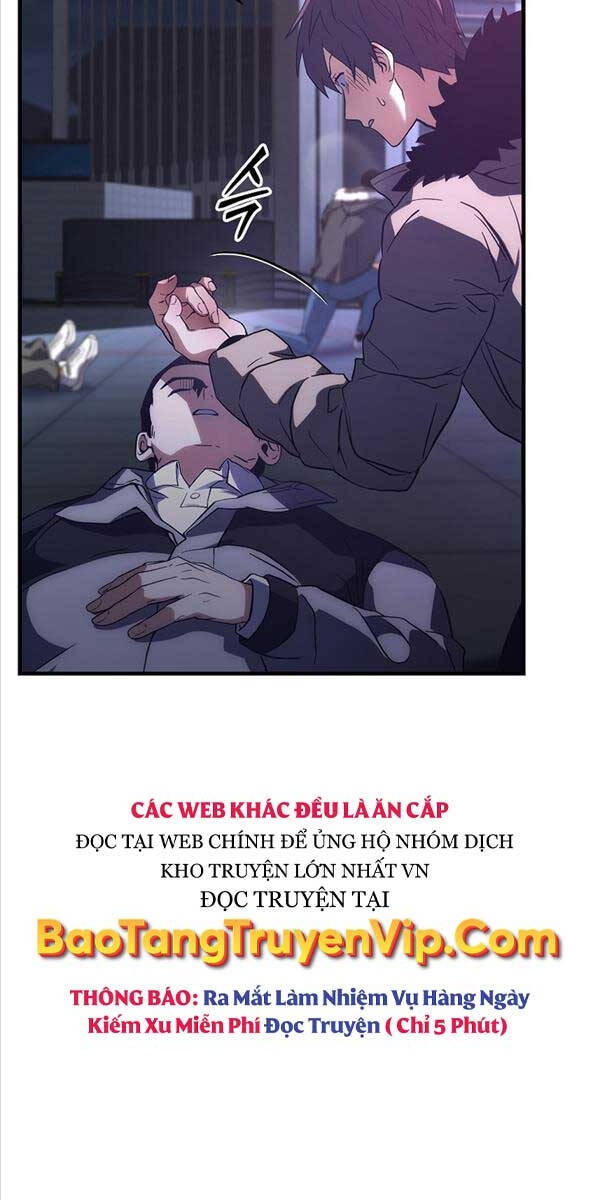 스윽
CÁC WEB KHÁC ĐỀU LÀ ĂN CẮP
ĐỌC TẠI WEB CHÍNH ĐỂ ỦNG HỘ NHÓM DỊCH
KHO TRUYỆN LỚN NHẤT VN
ĐỌC TRUYỆN TẠI
BaoTangTruyenVip.Com
THÔNG BÁO: Ra Mắt Làm Nhiệm Vụ Hàng Ngày
Kiếm Xu Miễn Phí Đọc Truyện ( Chỉ 5 Phút)